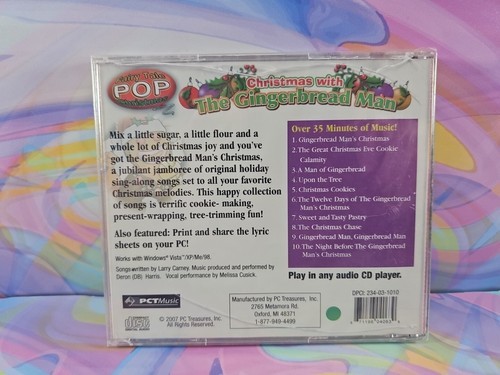 Fairy Tale
POP
Christmas
Christmas with
The Gingerbread Man
Mix a little sugar, a little flour and a
whole lot of Christmas joy and you've
got the Gingerbread Man's Christmas,
a jubilant jamboree of original holiday
sing-along songs set to all your favorite
Christmas melodies. This happy collection
of songs is terrific cookie- making,
present-wrapping, tree-trimming fun!
Also featured: Print and share the lyric
sheets on your PC!
Works with Windows® Vista™/XP/Me/98.
Songs written by Larry Carney. Music produced and performed by
Deron (DB) Harris. Vocal performance by Melissa Cusick.
Over 35 Minutes of Music!
1. Gingerbread Man's Christmas
2. The Great Christmas Eve Cookie
Calamity
3. A Man of Gingerbread
4. Upon the Tree
5. Christmas Cookies
6. The Twelve Days of The Gingerbread
Man's Christmas
7. Sweet and Tasty Pastry
8. The Christmas Chase
9. Gingerbread Man, Gingerbread Man
10. The Night Before The Gingerbread
Man's Christmas
Play in any audio CD player.
PCTMusic
Manufactured by PC Treasures, Inc.
2765 Metamora Rd.
Oxford, MI 48371
1-877-949-4499
DPCI: 234-03-1010
© 2007 PC Treasures, Inc.
All Rights Reserved.